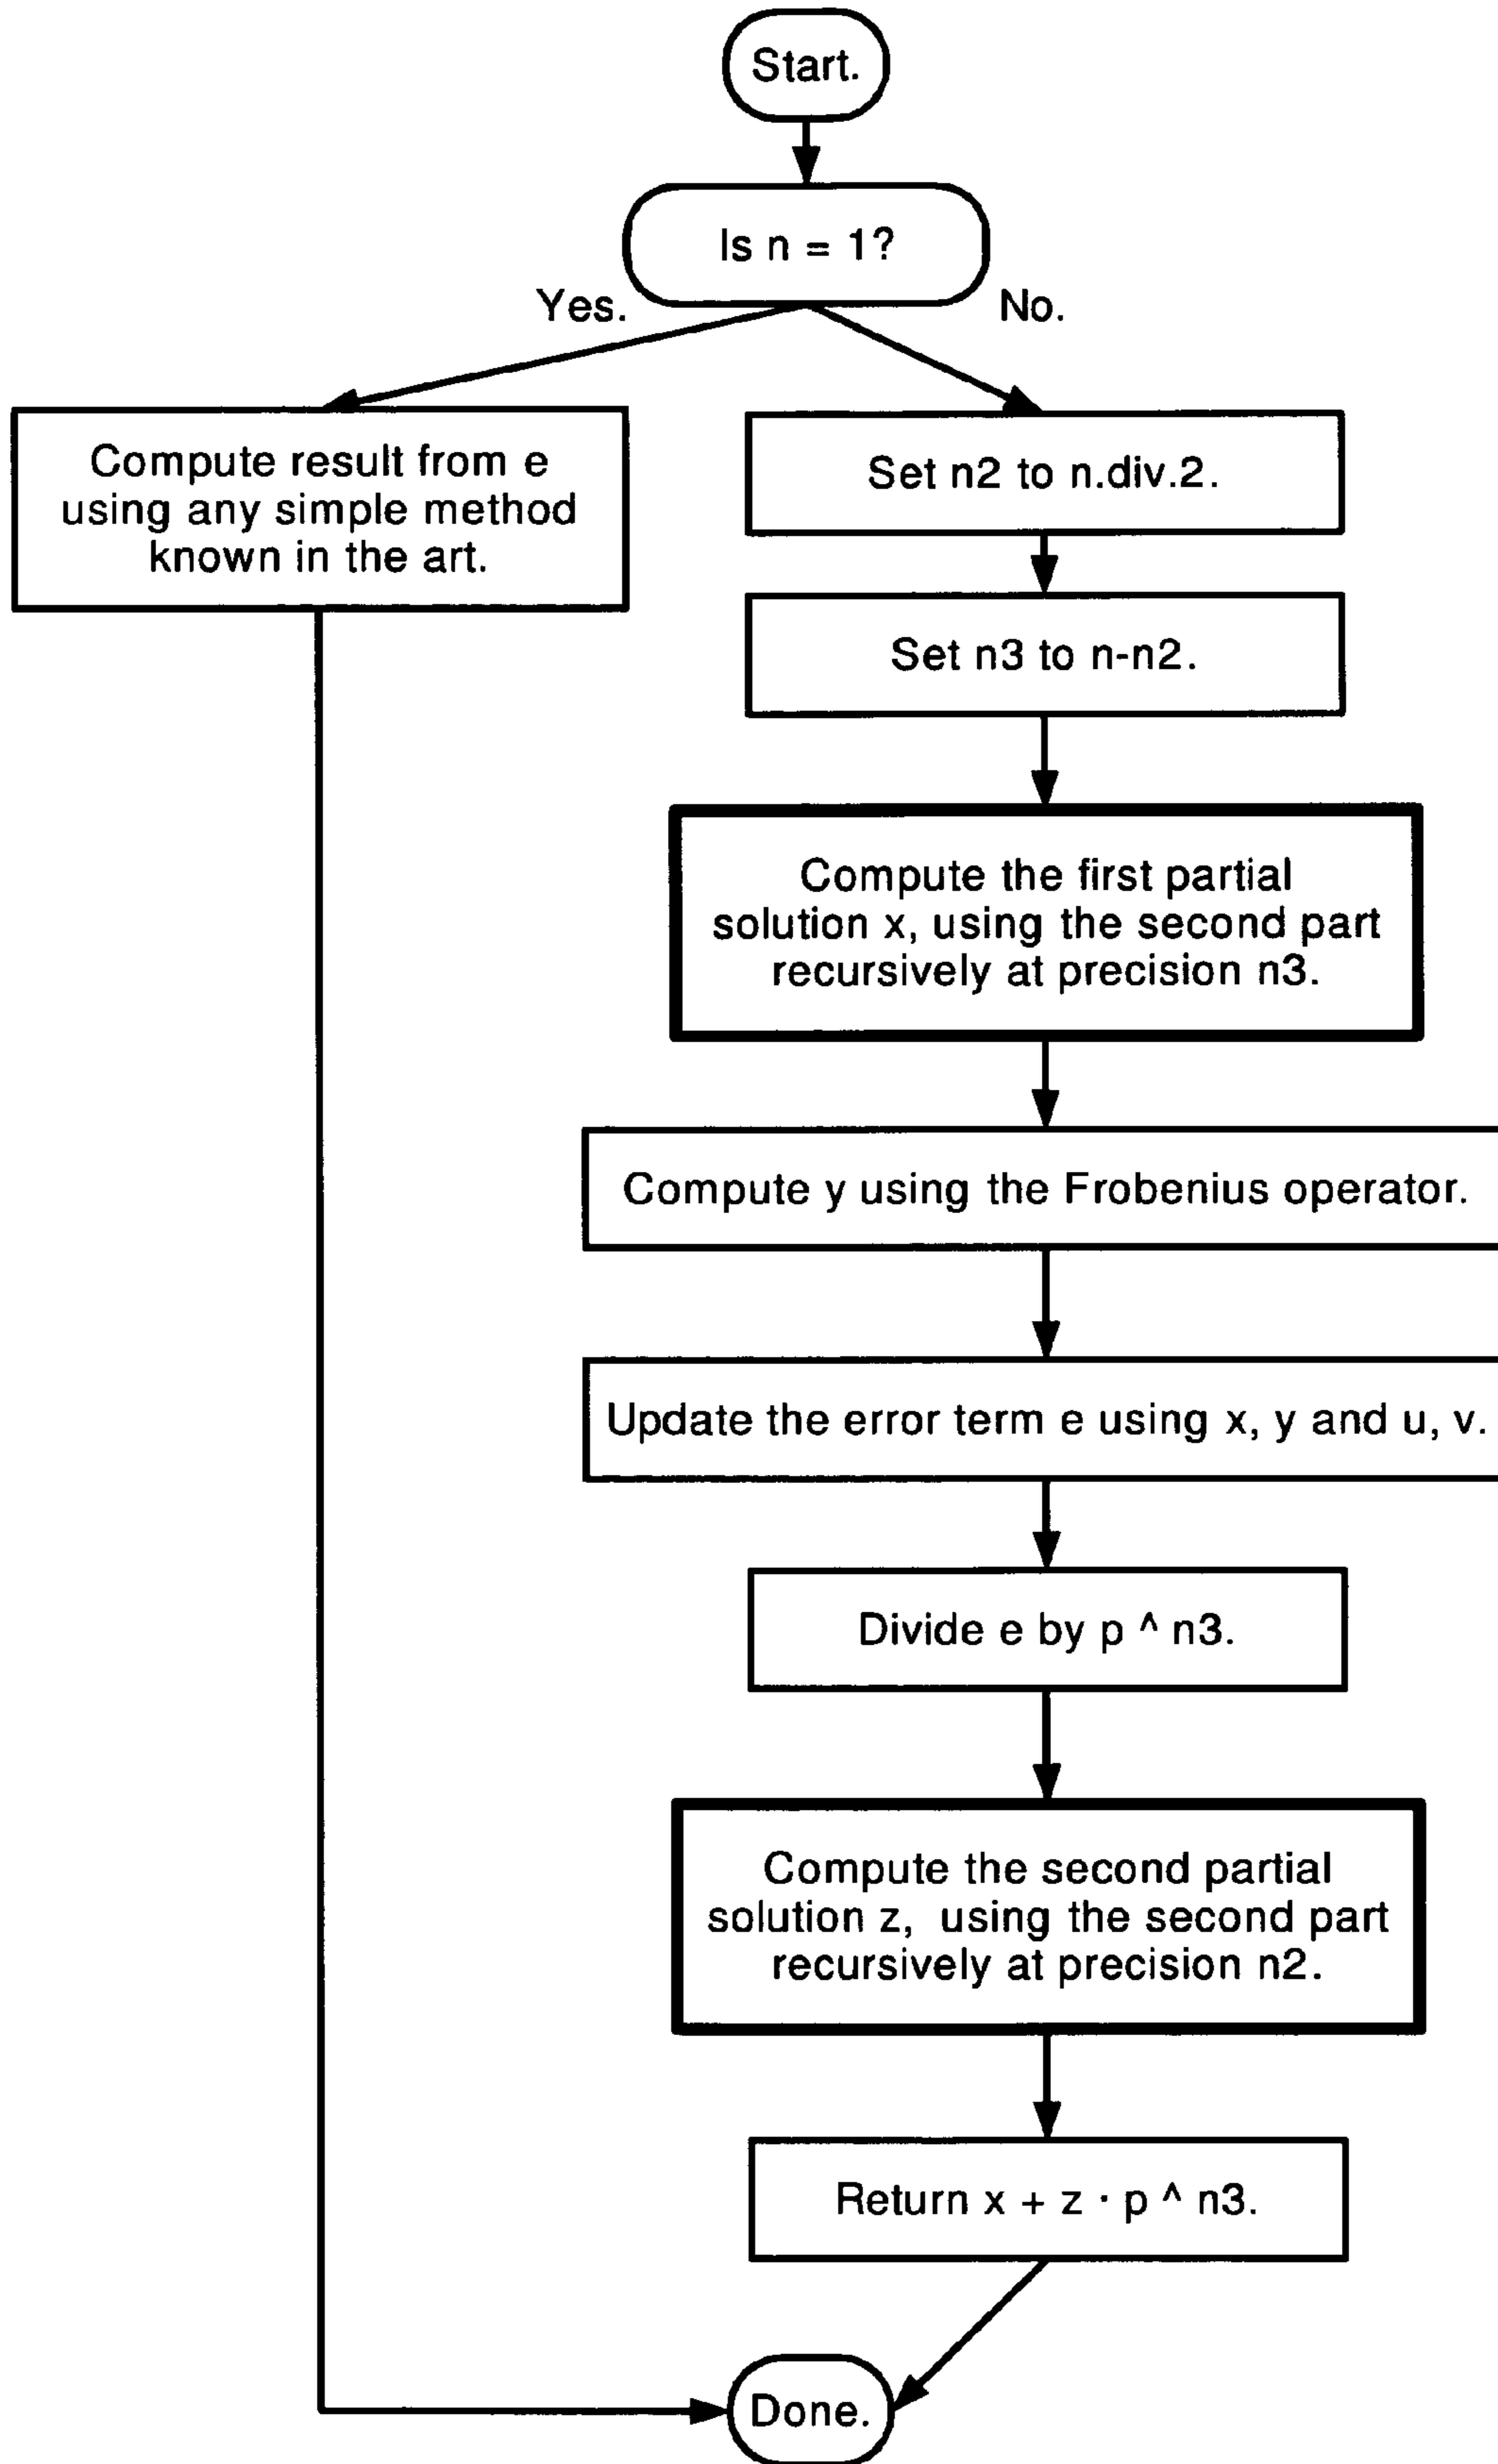 Start.
Is n = 1?
Yes.
No.
Compute result from e
using any simple method
known in the art.
Set n2 to n.div.2.
Set n3 to n-n2.
Compute the first partial
solution x, using the second part
recursively at precision n3.
Compute y using the Frobenius operator.
Update the error term e using x, y and u, v.
Divide e by p ^ n3.
Compute the second partial
solution z, using the second part
recursively at precision n2.
Return x + z · p ^ n3.
Done.